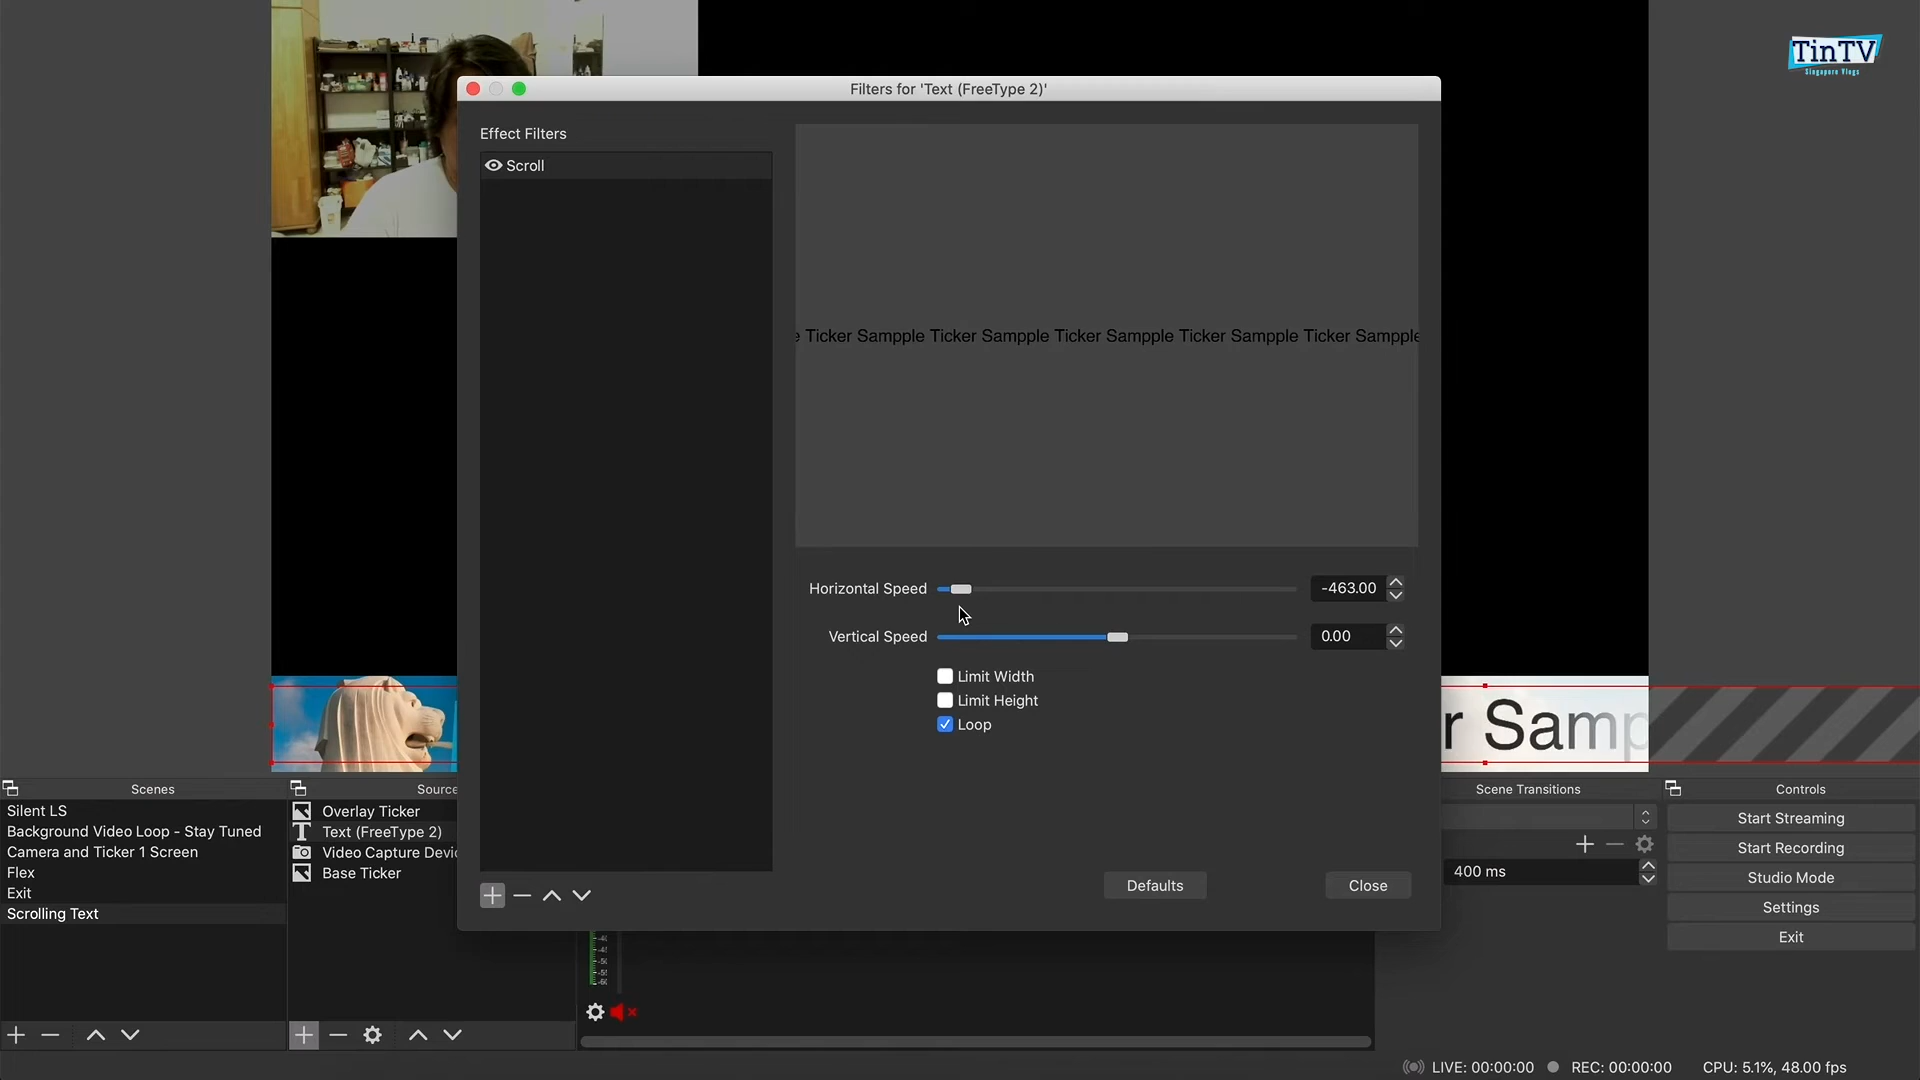 TinTV
Singapore Vlogs
Filters for 'Text (FreeType 2)'
Effect Filters
Scroll
e Ticker Sampple Ticker Sampple Ticker Sampple Ticker Sampple Ticker Sampple
Horizontal Speed
-463.00
Vertical Speed
0.00
Limit Width
Limit Height
Loop
r Samp
Defaults
Close
Scenes
Silent LS
Background Video Loop - Stay Tuned
Camera and Ticker 1 Screen
Flex
Exit
Scrolling Text
Source
Overlay Ticker
Text (FreeType 2)
Video Capture Devic
Base Ticker
Scene Transitions
400 ms
Controls
Start Streaming
Start Recording
Studio Mode
Settings
Exit
LIVE: 00:00:00
REC: 00:00:00
CPU: 5.1%, 48.00 fps